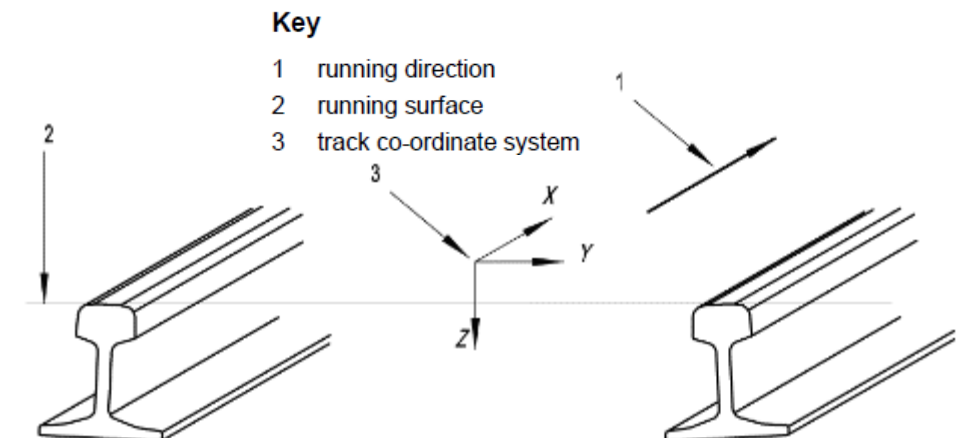 Key
1 running direction
2 running surface
3 track co-ordinate system
1
2
3
X
Y
Z